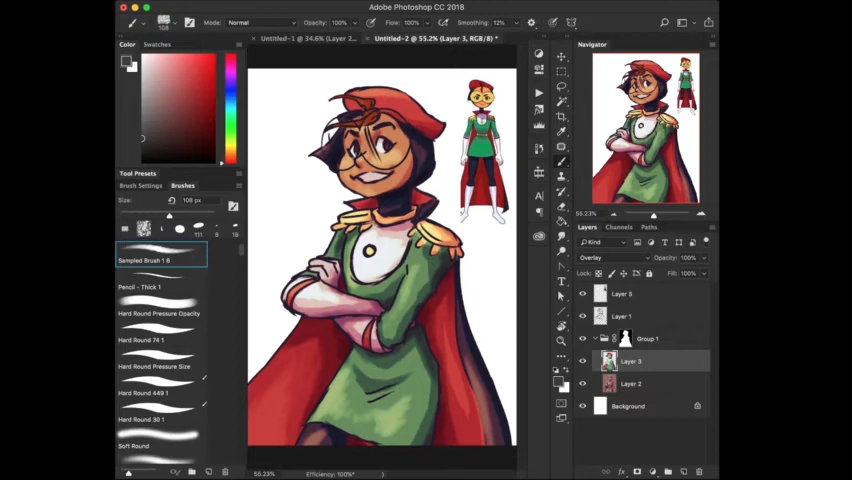 Adobe Photoshop CC 2018
108
Mode: Normal
Opacity: 100%
Flow: 100%
Smoothing: 12%
Color
Swatches
Untitled-1 @ 34.6% (Layer 2...
Untitled-2 @ 55.2% (Layer 3, RGB/8) *
Navigator
Tool Presets
Brush Settings
Brushes
Size:
108 px
111
8
18
Sampled Brush 1 8
Pencil - Thick 1
Hard Round Pressure Opacity
Hard Round 74 1
Hard Round Pressure Size
Hard Round 449 1
Hard Round 30 1
Soft Round
55.23%
Efficiency: 100%*
55.23%
Layers
Channels
Paths
Kind
Overlay
Opacity: 100%
Lock:
Fill: 100%
Layer 5
Layer 1
Group 1
Layer 3
Layer 2
Background
fx